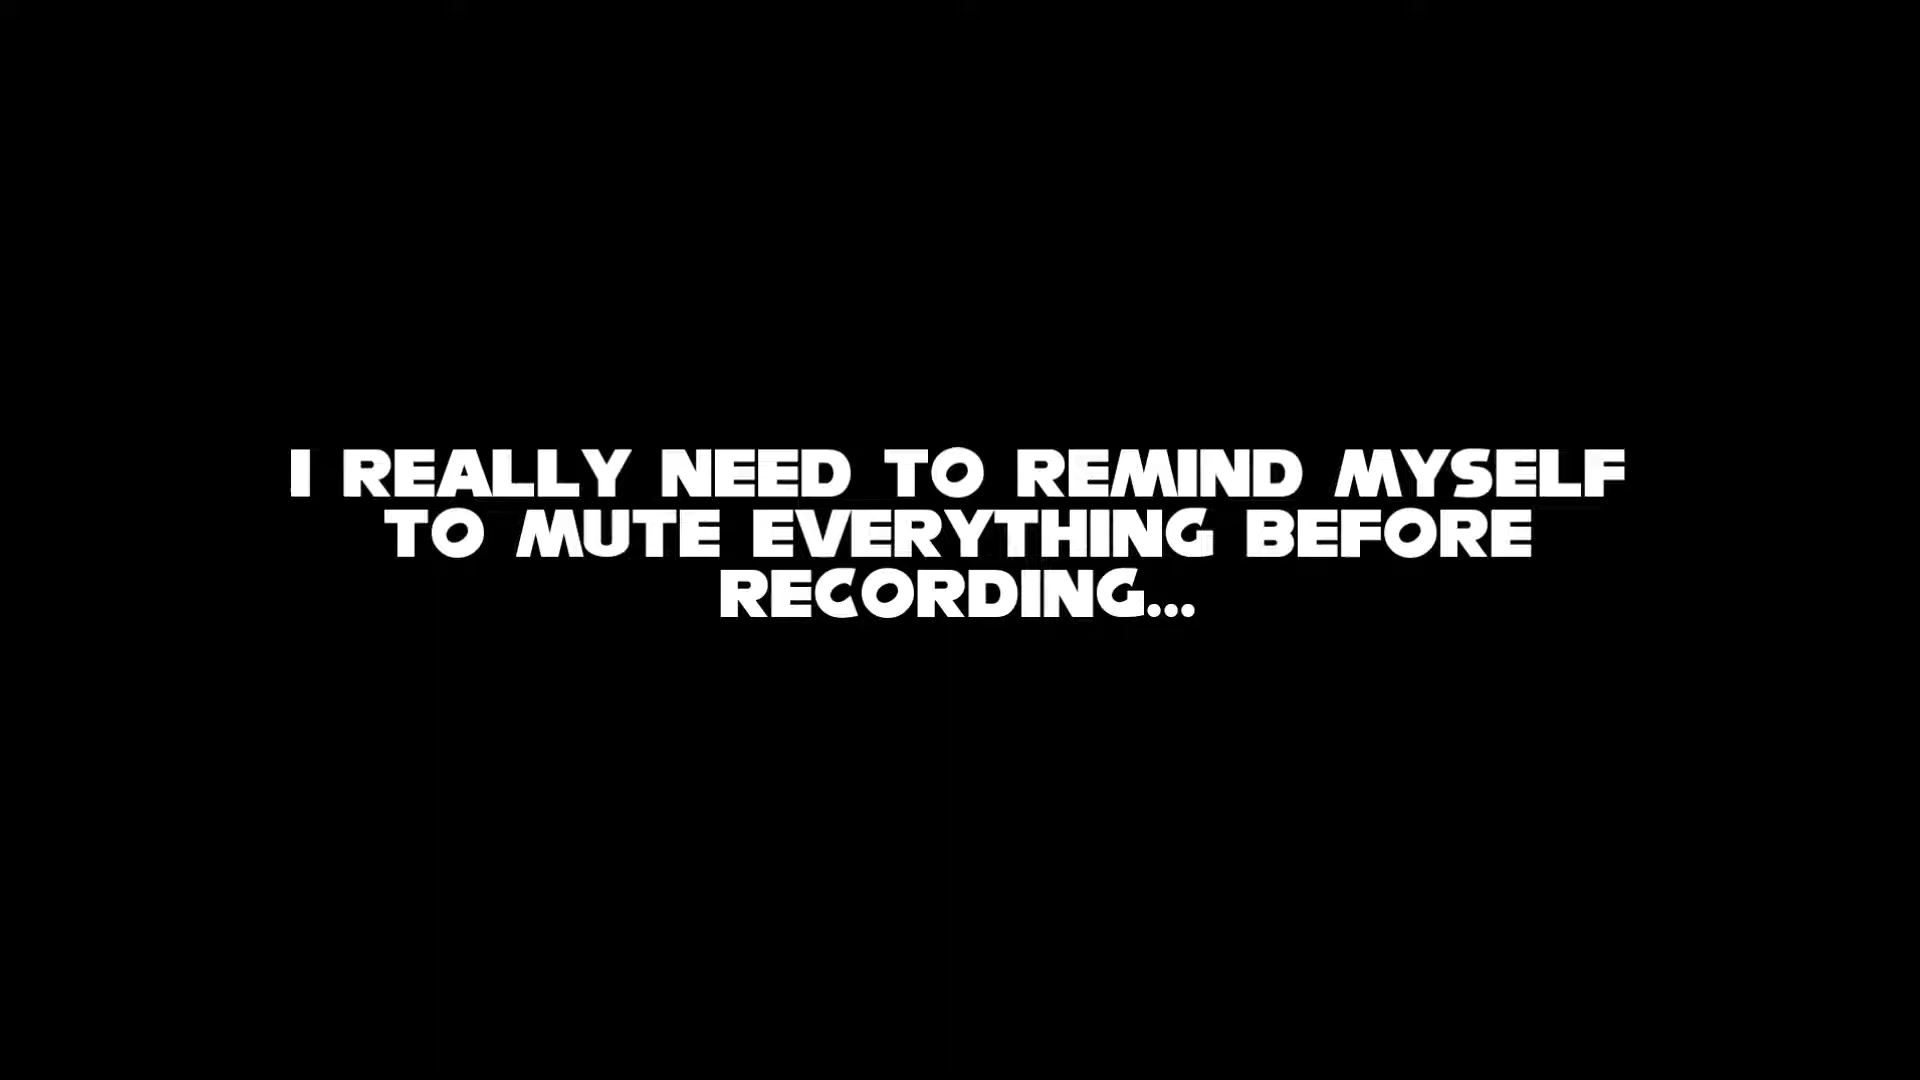 I REALLY NEED TO REMIND MYSELF
TO MUTE EVERYTHING BEFORE
RECORDING...